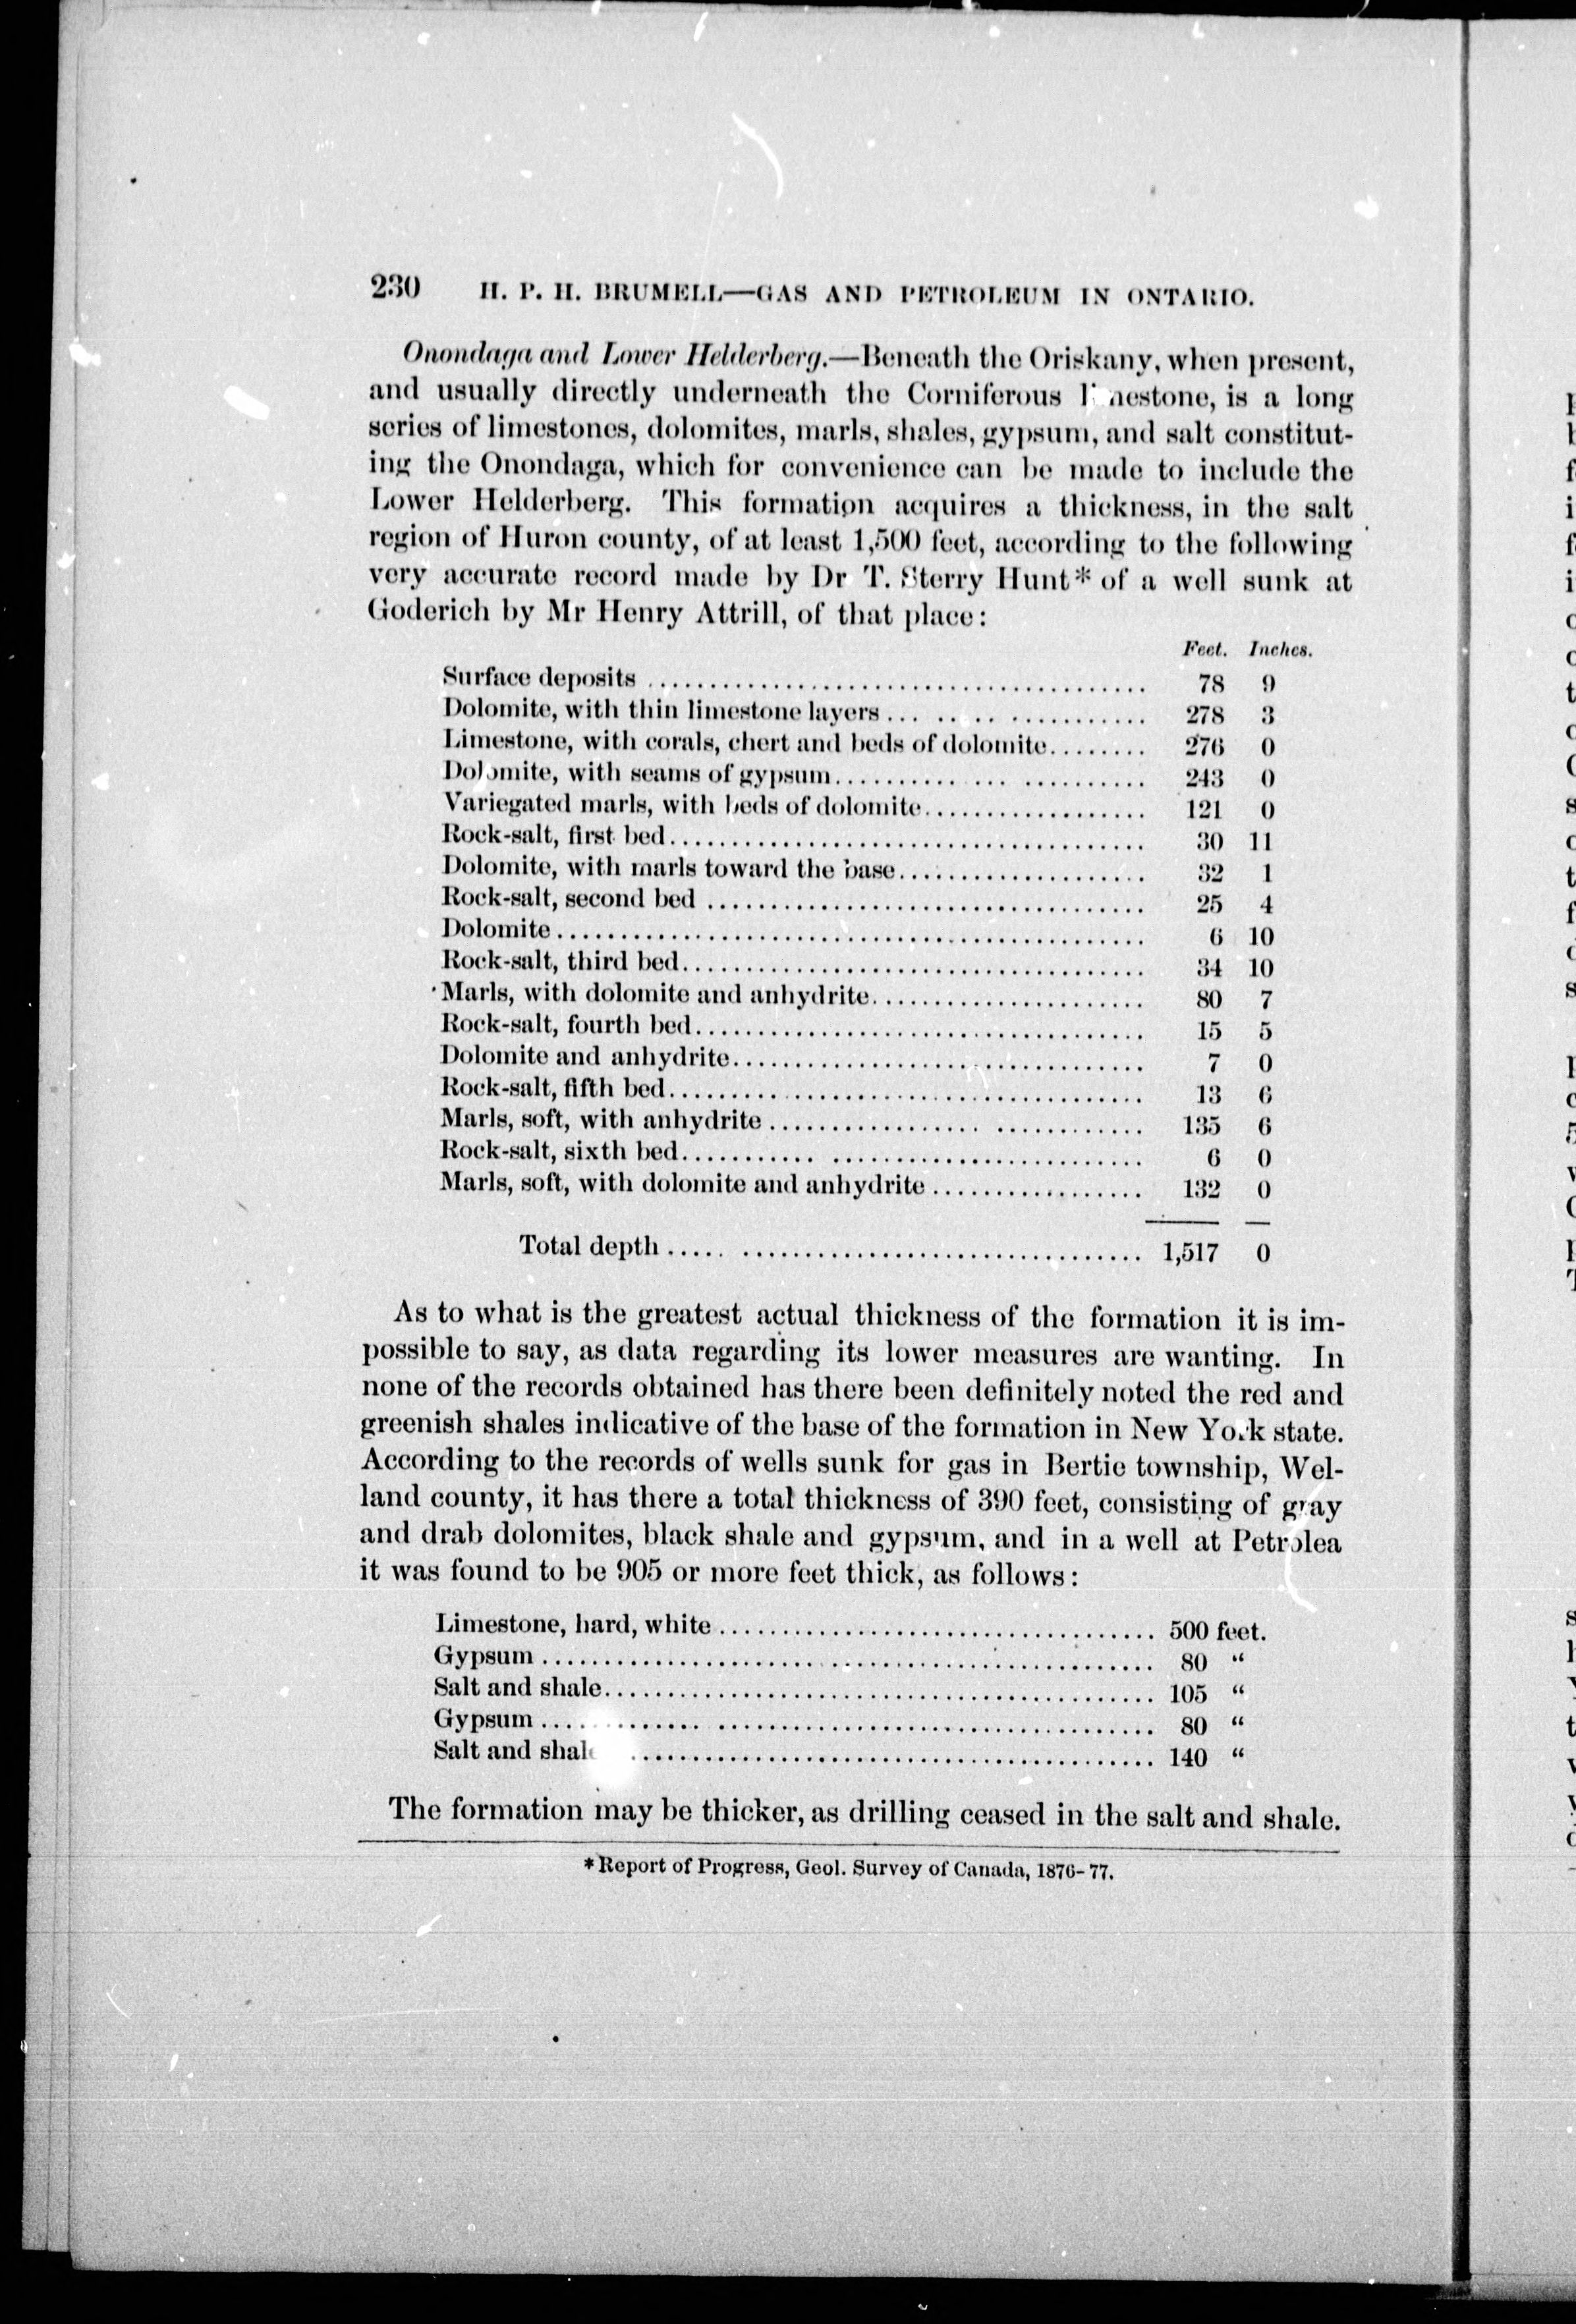 230 H. P. H. BRUMELL—GAS AND PETROLEUM IN ONTARIO.
Onondaga and Lower Helderberg.—Beneath the Oriskany, when present,
and usually directly underneath the Corniferous li nestone, is a long
series of limestones, dolomites, marls, shales, gypsum, and salt constitut-
ing the Onondaga, which for convenience can be made to include the
Lower Helderberg. This formation acquires a thickness, in the salt
region of Huron county, of at least 1,500 feet, according to the following
very accurate record made by Dr T. Sterry Hunt* of a well sunk at
Goderich by Mr Henry Attrill, of that place:
Feet. Inches.
Surface deposits ........ 78 9
Dolomite, with thin limestone layers ........ 278 3
Limestone, with corals, chert and beds of dolomite ........ 276 0
Dolomite, with seams of gypsum ........ 243 0
Variegated marls, with beds of dolomite ........ 121 0
Rock-salt, first bed ........ 30 11
Dolomite, with marls toward the base ........ 32 1
Rock-salt, second bed ........ 25 4
Dolomite ........ 6 10
Rock-salt, third bed ........ 34 10
Marls, with dolomite and anhydrite ........ 80 7
Rock-salt, fourth bed ........ 15 5
Dolomite and anhydrite ........ 7 0
Rock-salt, fifth bed ........ 13 6
Marls, soft, with anhydrite ........ 135 6
Rock-salt, sixth bed ........ 6 0
Marls, soft, with dolomite and anhydrite ........ 132 0
Total depth ........ 1,517 0
As to what is the greatest actual thickness of the formation it is im-
possible to say, as data regarding its lower measures are wanting. In
none of the records obtained has there been definitely noted the red and
greenish shales indicative of the base of the formation in New York state.
According to the records of wells sunk for gas in Bertie township, Wel-
land county, it has there a total thickness of 390 feet, consisting of gray
and drab dolomites, black shale and gypsum, and in a well at Petrolea
it was found to be 905 or more feet thick, as follows:
Limestone, hard, white ........ 500 feet.
Gypsum ........ 80 "
Salt and shale ........ 105 "
Gypsum ........ 80 "
Salt and shale ........ 140 "
The formation may be thicker, as drilling ceased in the salt and shale.
*Report of Progress, Geol. Survey of Canada, 1876-77.